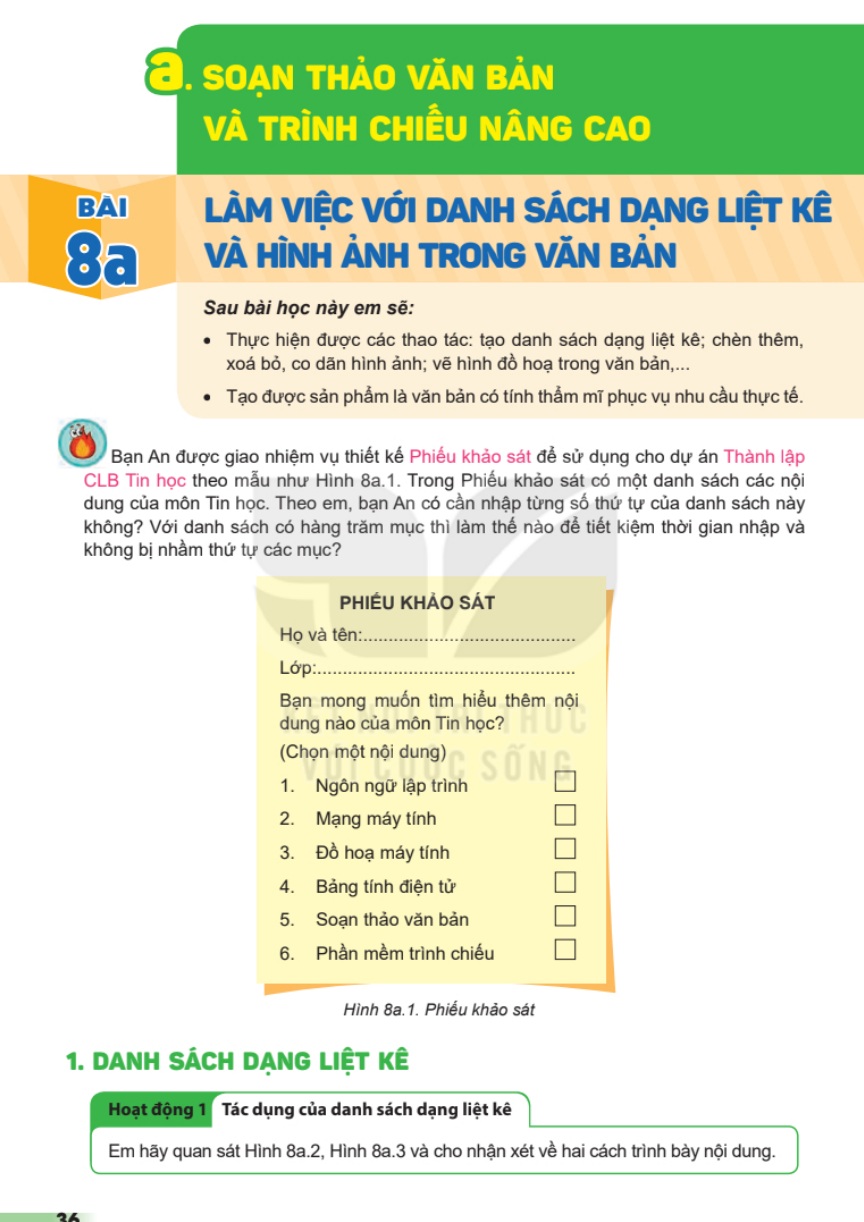 a. SOẠN THẢO VĂN BẢN
VÀ TRÌNH CHIẾU NÂNG CAO
BÀI
8a
LÀM VIỆC VỚI DANH SÁCH DẠNG LIỆT KÊ
VÀ HÌNH ẢNH TRONG VĂN BẢN
Sau bài học này em sẽ:
• Thực hiện được các thao tác: tạo danh sách dạng liệt kê; chèn thêm,
xoá bỏ, co dãn hình ảnh; vẽ hình đồ hoạ trong văn bản,...
• Tạo được sản phẩm là văn bản có tính thẩm mĩ phục vụ nhu cầu thực tế.
Bạn An được giao nhiệm vụ thiết kế Phiếu khảo sát để sử dụng cho dự án Thành lập
CLB Tin học theo mẫu như Hình 8a.1. Trong Phiếu khảo sát có một danh sách các nội
dung của môn Tin học. Theo em, bạn An có cần nhập từng số thứ tự của danh sách này
không? Với danh sách có hàng trăm mục thì làm thế nào để tiết kiệm thời gian nhập và
không bị nhầm thứ tự các mục?
PHIẾU KHẢO SÁT
Họ và tên:..........................................
Lớp:...................................................
Bạn mong muốn tìm hiểu thêm nội
dung nào của môn Tin học?
(Chọn một nội dung)
1. Ngôn ngữ lập trình
2. Mạng máy tính
3. Đồ hoạ máy tính
4. Bảng tính điện tử
5. Soạn thảo văn bản
6. Phần mềm trình chiếu
KẾT NỐI TRI THỨC
VỚI CUỘC SỐNG
Hình 8a.1. Phiếu khảo sát
1. DANH SÁCH DẠNG LIỆT KÊ
Hoạt động 1 Tác dụng của danh sách dạng liệt kê
Em hãy quan sát Hình 8a.2, Hình 8a.3 và cho nhận xét về hai cách trình bày nội dung.
36